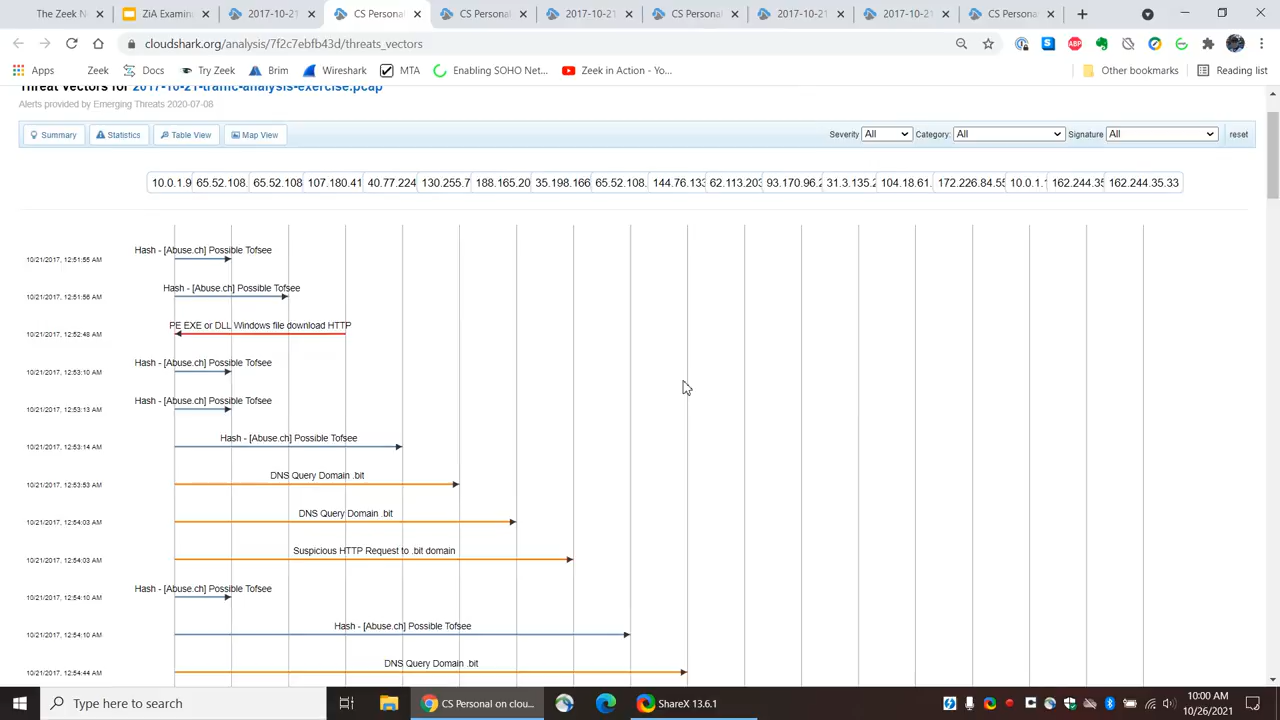 The Zeek N
ZiA Examin
2017-10-21
CS Personal
CS Personal
2017-10-21
CS Personal
2017-10-21
2017-10-21
CS Personal
cloudshark.org/analysis/7f2c7ebfb43d/threats_vectors
Apps Zeek Docs Try Zeek Brim Wireshark MTA Enabling SOHO Net... Zeek in Action - Yo... Other bookmarks Reading list
Threat Vectors for 2017-10-21-traffic-analysis-exercise.pcap
Alerts provided by Emerging Threats 2020-07-08
Summary Statistics Table View Map View Severity All Category: All Signature All reset
10.0.1.9 65.52.108. 65.52.108 107.180.41 40.77.224 130.255.7 188.165.20 35.198.166 65.52.108. 144.76.133 62.113.203 93.170.96.2 31.3.135.2 104.18.61. 172.226.84.55 10.0.1.1 162.244.35 162.244.35.33
Hash - [Abuse.ch] Possible Tofsee
10/21/2017, 12:51:55 AM
Hash - [Abuse.ch] Possible Tofsee
10/21/2017, 12:51:56 AM
PE EXE or DLL Windows file download HTTP
10/21/2017, 12:52:48 AM
Hash - [Abuse.ch] Possible Tofsee
10/21/2017, 12:53:10 AM
Hash - [Abuse.ch] Possible Tofsee
10/21/2017, 12:53:13 AM
Hash - [Abuse.ch] Possible Tofsee
10/21/2017, 12:53:14 AM
DNS Query Domain .bit
10/21/2017, 12:53:53 AM
DNS Query Domain .bit
10/21/2017, 12:54:03 AM
Suspicious HTTP Request to .bit domain
10/21/2017, 12:54:03 AM
Hash - [Abuse.ch] Possible Tofsee
10/21/2017, 12:54:10 AM
Hash - [Abuse.ch] Possible Tofsee
10/21/2017, 12:54:10 AM
DNS Query Domain .bit
10/21/2017, 12:54:44 AM
Type here to search
CS Personal on clou...
ShareX 13.6.1
10:00 AM
10/26/2021